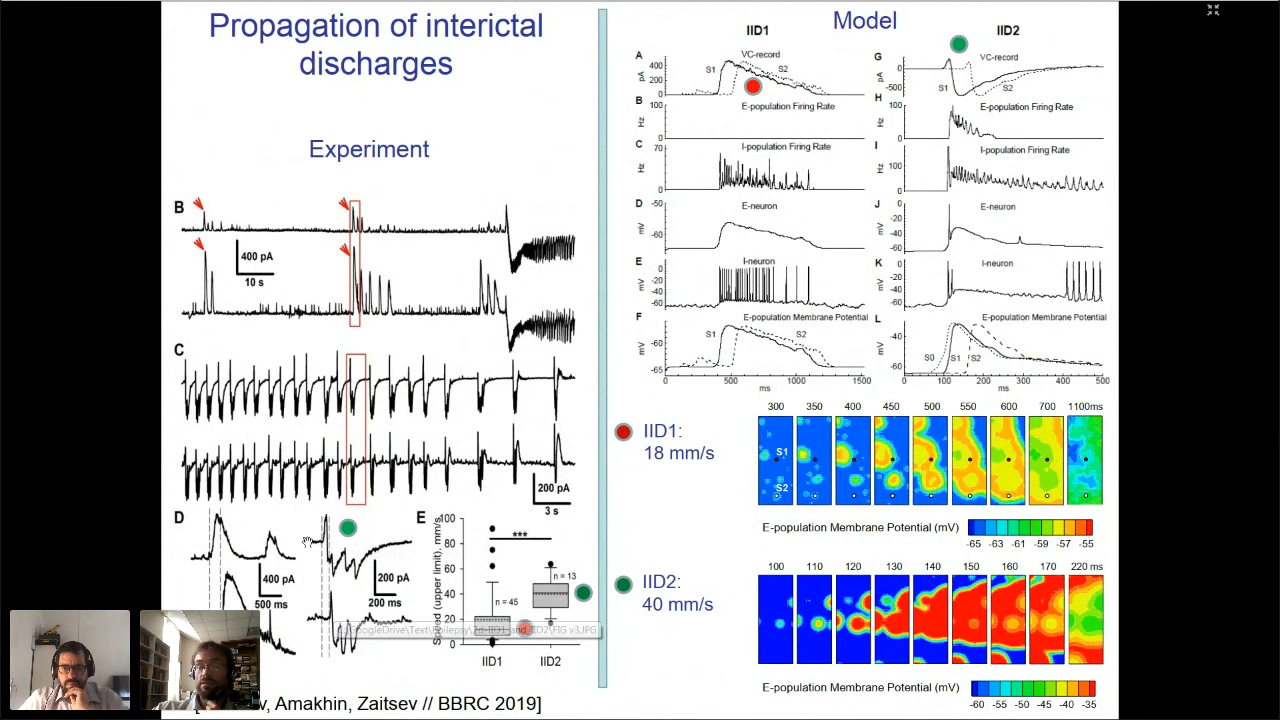 Propagation of interictal
discharges
Experiment
B
400 pA
10 s
C
200 pA
3 s
D
400 pA
500 ms
200 pA
200 ms
E
Speed (upper limit), mm/s
100
80
60
40
20
0
***
n = 45
n = 13
IID1
IID2
, Amakhin, Zaitsev // BBRC 2019]
Model
IID1
IID2
A
VC-record
pA
400
200
0
S1
S2
B
E-population Firing Rate
Hz
100
0
C
I-population Firing Rate
Hz
70
0
D
E-neuron
mV
-50
-60
E
I-neuron
mV
0
-20
-40
-60
F
E-population Membrane Potential
mV
-60
-65
S1
S2
0
500
1000
1500
ms
G
VC-record
pA
0
-500
S1
S2
H
E-population Firing Rate
Hz
100
0
I
I-population Firing Rate
Hz
100
0
J
E-neuron
mV
0
-20
-40
-60
K
I-neuron
mV
0
-20
-40
-60
L
E-population Membrane Potential
mV
-40
-60
S0
S1
S2
0
100
200
300
400
500
ms
IID1:
18 mm/s
300 350 400 450 500 550 600 700 1100ms
S1
S2
E-population Membrane Potential (mV)
-65 -63 -61 -59 -57 -55
IID2:
40 mm/s
100 110 120 130 140 150 160 170 220 ms
E-population Membrane Potential (mV)
-60 -55 -50 -45 -40 -35